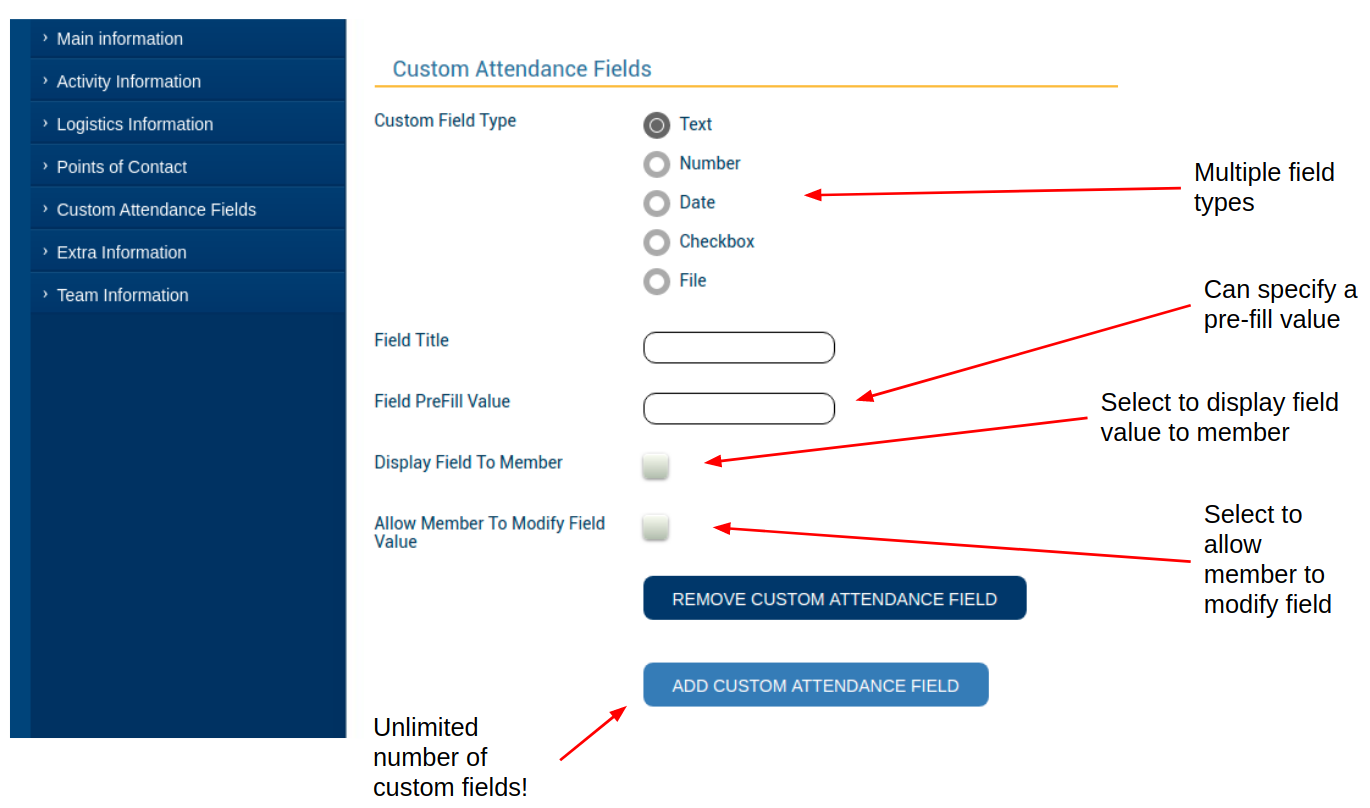 Main information
Activity Information
Logistics Information
Points of Contact
Custom Attendance Fields
Extra Information
Team Information
Custom Attendance Fields
Custom Field Type
Text
Number
Date
Checkbox
File
Multiple field
types
Field Title
Can specify a
pre-fill value
Field PreFill Value
Display Field To Member
Select to display field
value to member
Allow Member To Modify Field
Value
Select to
allow
member to
modify field
REMOVE CUSTOM ATTENDANCE FIELD
ADD CUSTOM ATTENDANCE FIELD
Unlimited
number of
custom fields!